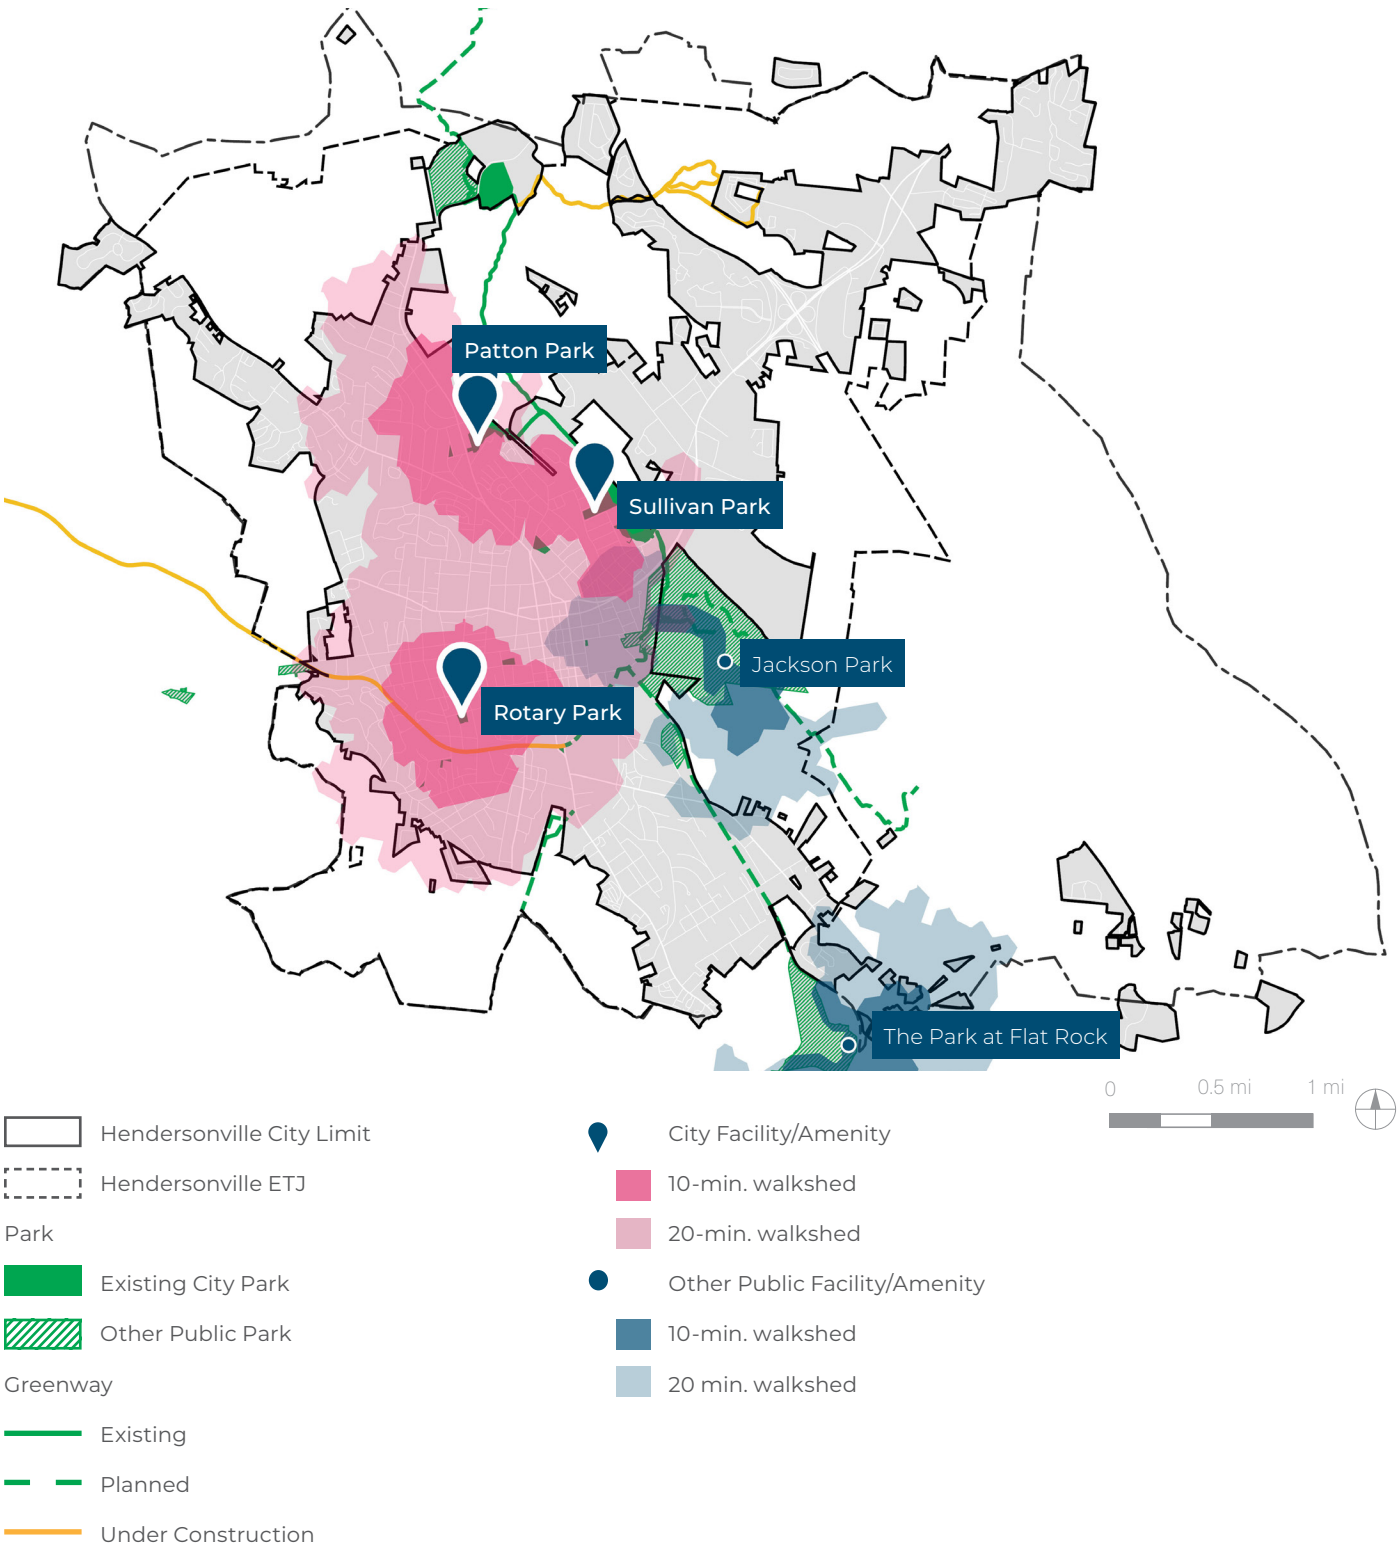 Patton Park
Sullivan Park
Jackson Park
Rotary Park
The Park at Flat Rock
0 0.5 mi 1 mi
Hendersonville City Limit
Hendersonville ETJ
Park
Existing City Park
Other Public Park
Greenway
Existing
Planned
Under Construction
City Facility/Amenity
10-min. walkshed
20-min. walkshed
Other Public Facility/Amenity
10-min. walkshed
20 min. walkshed